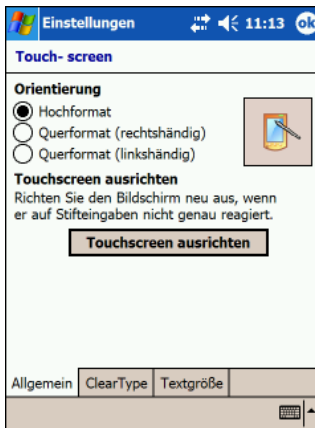 Einstellungen 11:13 ok
Touch- screen
Orientierung
Hochformat
Querformat (rechtshändig)
Querformat (linkshändig)
Touchscreen ausrichten
Richten Sie den Bildschirm neu aus, wenn
er auf Stifteingaben nicht genau reagiert.
Touchscreen ausrichten
Allgemein ClearType Textgröße